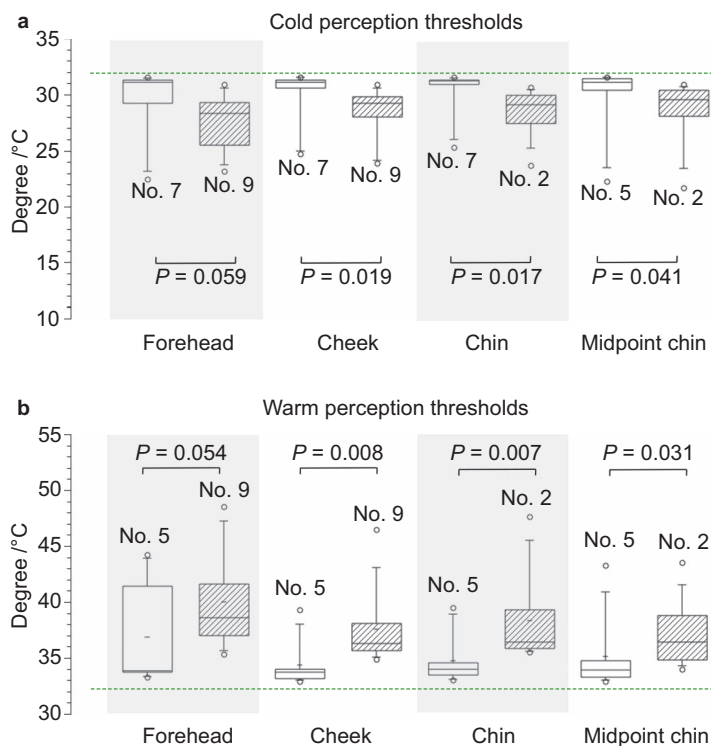 a Cold perception thresholds
35
30
25
20
15
10
Degree /°C
No. 7 No. 9 No. 7 No. 9 No. 7 No. 2 No. 5 No. 2
P = 0.059 P = 0.019 P = 0.017 P = 0.041
Forehead Cheek Chin Midpoint chin
b Warm perception thresholds
55
50
45
40
35
30
Degree /°C
P = 0.054 P = 0.008 P = 0.007 P = 0.031
No. 5 No. 9 No. 5 No. 9 No. 5 No. 2 No. 5 No. 2
Forehead Cheek Chin Midpoint chin